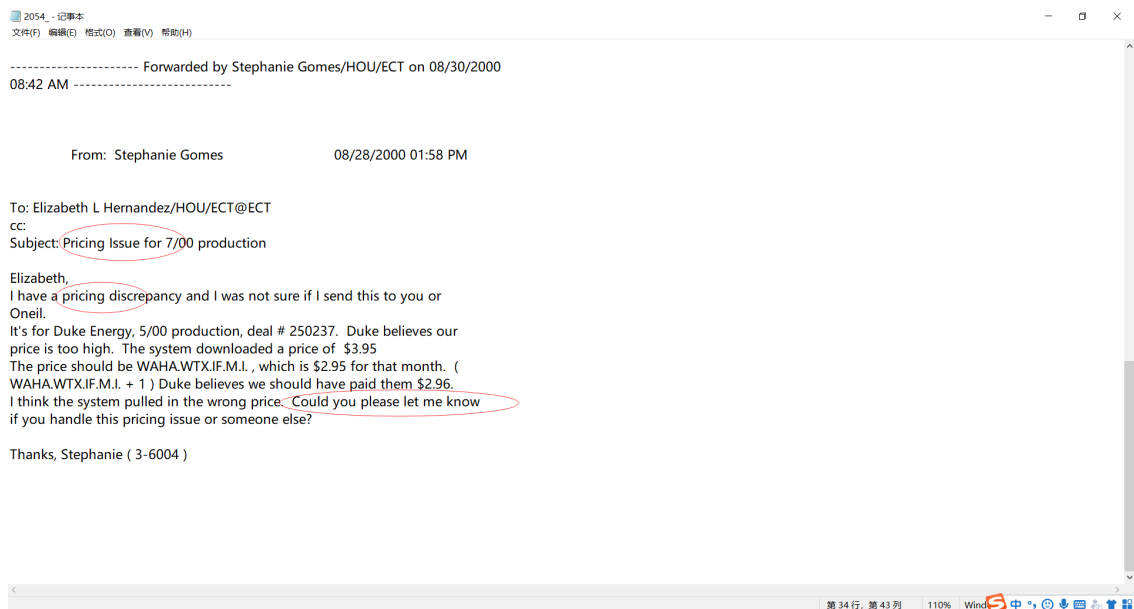 2054_ - 记事本
文件(F) 编辑(E) 格式(O) 查看(V) 帮助(H)
---------------------- Forwarded by Stephanie Gomes/HOU/ECT on 08/30/2000
08:42 AM ---------------------------
From: Stephanie Gomes 08/28/2000 01:58 PM
To: Elizabeth L Hernandez/HOU/ECT@ECT
cc:
Subject: Pricing Issue for 7/00 production
Elizabeth,
I have a pricing discrepancy and I was not sure if I send this to you or
Oneil.
It's for Duke Energy, 5/00 production, deal # 250237. Duke believes our
price is too high. The system downloaded a price of $3.95
The price should be WAHA.WTX.IF.M.I. , which is $2.95 for that month. (
WAHA.WTX.IF.M.I. + 1 ) Duke believes we should have paid them $2.96.
I think the system pulled in the wrong price. Could you please let me know
if you handle this pricing issue or someone else?
Thanks, Stephanie ( 3-6004 )
第 34 行，第 43 列 110% Wind 中